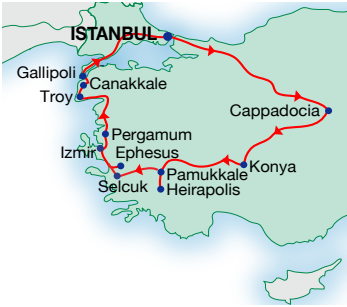 ISTANBUL
Gallipoli
Canakkale
Troy
Cappadocia
Pergamum
Izmir
Ephesus
Konya
Pamukkale
Selcuk
Heirapolis